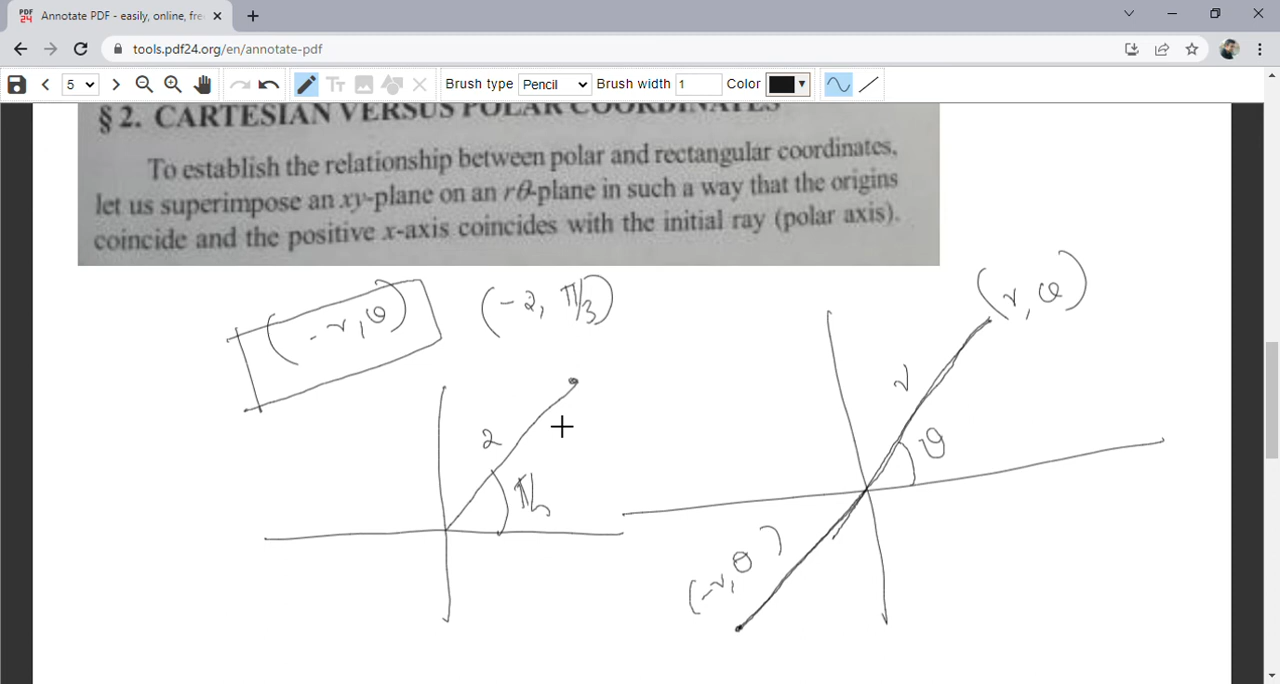 PDF
24
Annotate PDF - easily, online, fre
tools.pdf24.org/en/annotate-pdf
5
Brush type Pencil Brush width 1 Color
§ 2. CARTESIAN VERSUS POLAR COORDINATES
To establish the relationship between polar and rectangular coordinates,
let us superimpose an xy-plane on an rθ-plane in such a way that the origins
coincide and the positive x-axis coincides with the initial ray (polar axis).
(-r, θ)
(-2, π/3)
(r, θ)
2
π/3
r
θ
(-r, θ)